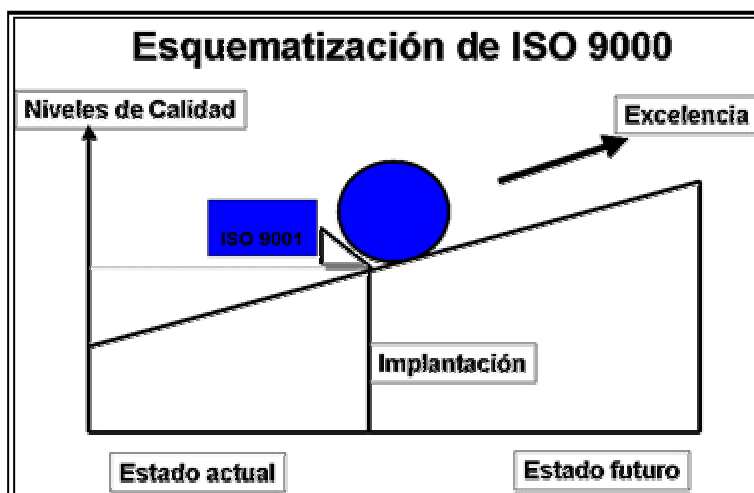 Esquematización de ISO 9000
Niveles de Calidad
Excelencia
ISO 9001
Implantación
Estado actual
Estado futuro